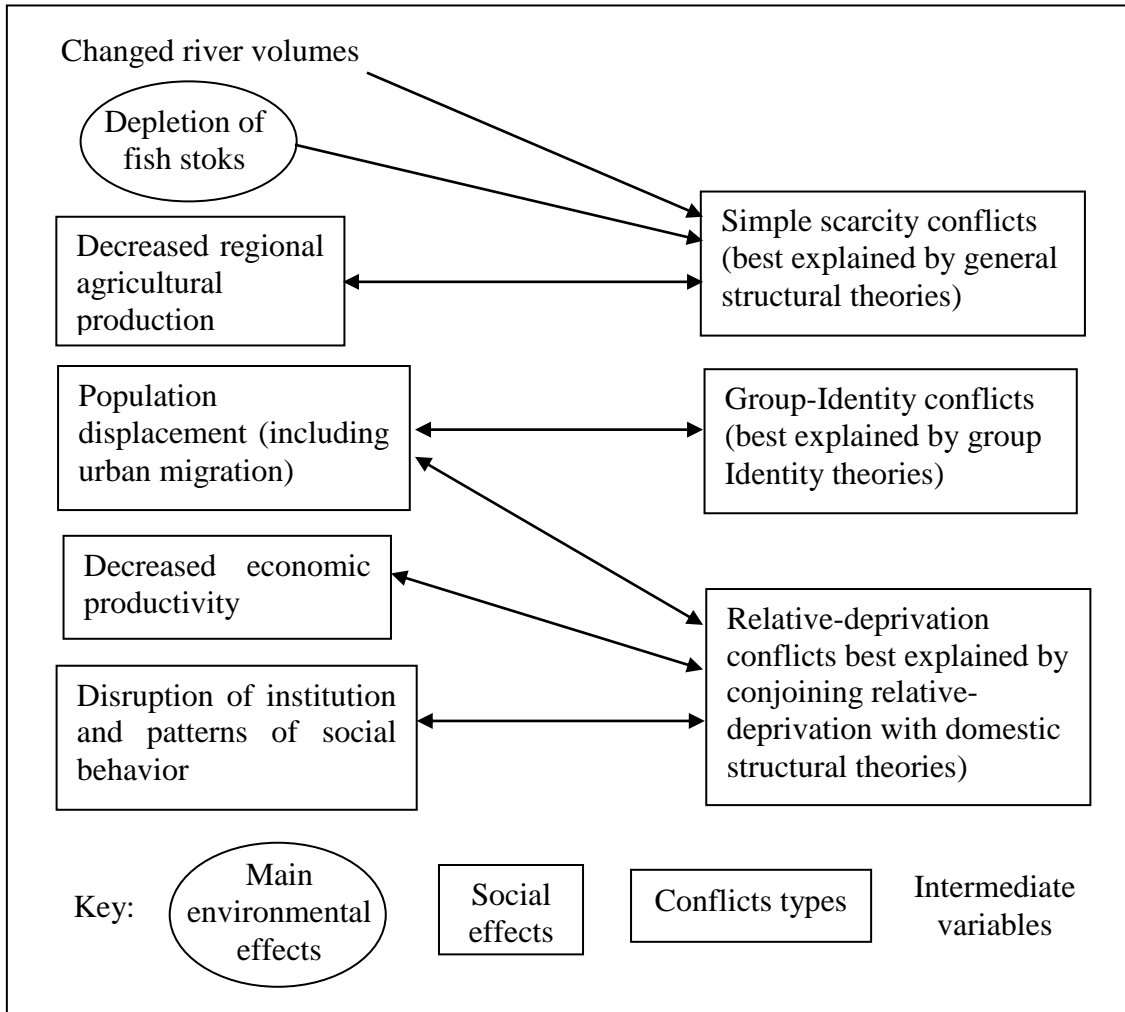 Changed river volumes
Depletion of
fish stoks
Decreased regional
agricultural
production
Simple scarcity conflicts
(best explained by general
structural theories)
Population
displacement (including
urban migration)
Group-Identity conflicts
(best explained by group
Identity theories)
Decreased economic
productivity
Disruption of institution
and patterns of social
behavior
Relative-deprivation
conflicts best explained by
conjoining relative-
deprivation with domestic
structural theories)
Key:
Main
environmental
effects
Social
effects
Conflicts types
Intermediate
variables